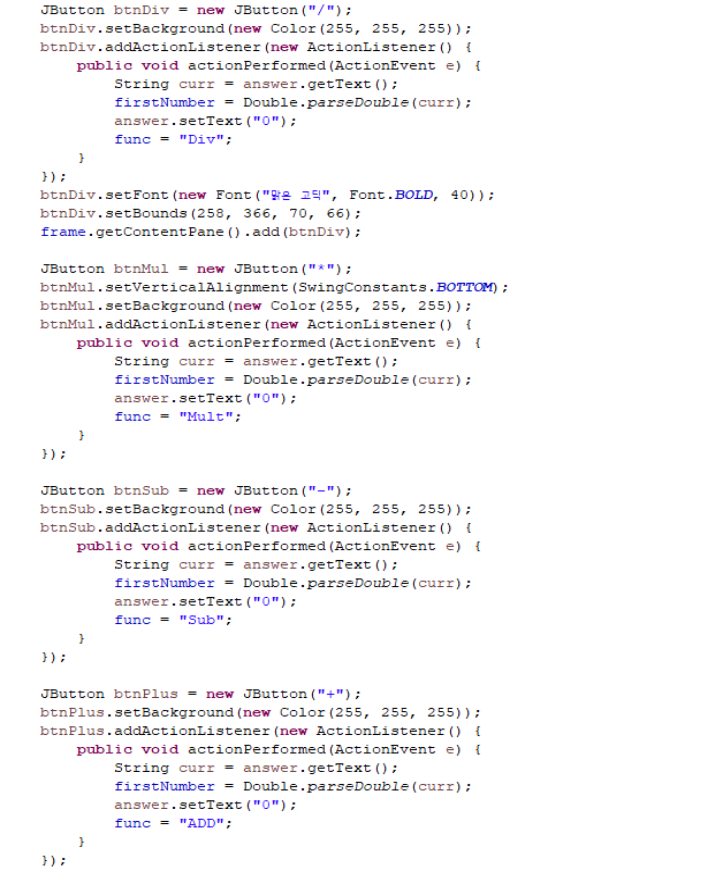 JButton btnDiv = new JButton("/");
btnDiv.setBackground(new Color(255, 255, 255));
btnDiv.addActionListener(new ActionListener() {
    public void actionPerformed(ActionEvent e) {
        String curr = answer.getText();
        firstNumber = Double.parseDouble(curr);
        answer.setText("0");
        func = "Div";
    }
});
btnDiv.setFont(new Font("맑은 고딕", Font.BOLD, 40));
btnDiv.setBounds(258, 366, 70, 66);
frame.getContentPane().add(btnDiv);

JButton btnMul = new JButton("*");
btnMul.setVerticalAlignment(SwingConstants.BOTTOM);
btnMul.setBackground(new Color(255, 255, 255));
btnMul.addActionListener(new ActionListener() {
    public void actionPerformed(ActionEvent e) {
        String curr = answer.getText();
        firstNumber = Double.parseDouble(curr);
        answer.setText("0");
        func = "Mult";
    }
});

JButton btnSub = new JButton("-");
btnSub.setBackground(new Color(255, 255, 255));
btnSub.addActionListener(new ActionListener() {
    public void actionPerformed(ActionEvent e) {
        String curr = answer.getText();
        firstNumber = Double.parseDouble(curr);
        answer.setText("0");
        func = "Sub";
    }
});

JButton btnPlus = new JButton("+");
btnPlus.setBackground(new Color(255, 255, 255));
btnPlus.addActionListener(new ActionListener() {
    public void actionPerformed(ActionEvent e) {
        String curr = answer.getText();
        firstNumber = Double.parseDouble(curr);
        answer.setText("0");
        func = "ADD";
    }
});